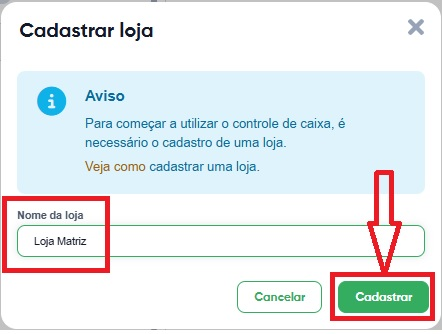 Cadastrar loja
Aviso
Para começar a utilizar o controle de caixa, é
necessário o cadastro de uma loja.
Veja como cadastrar uma loja.
Nome da loja
Loja Matriz
Cancelar
Cadastrar